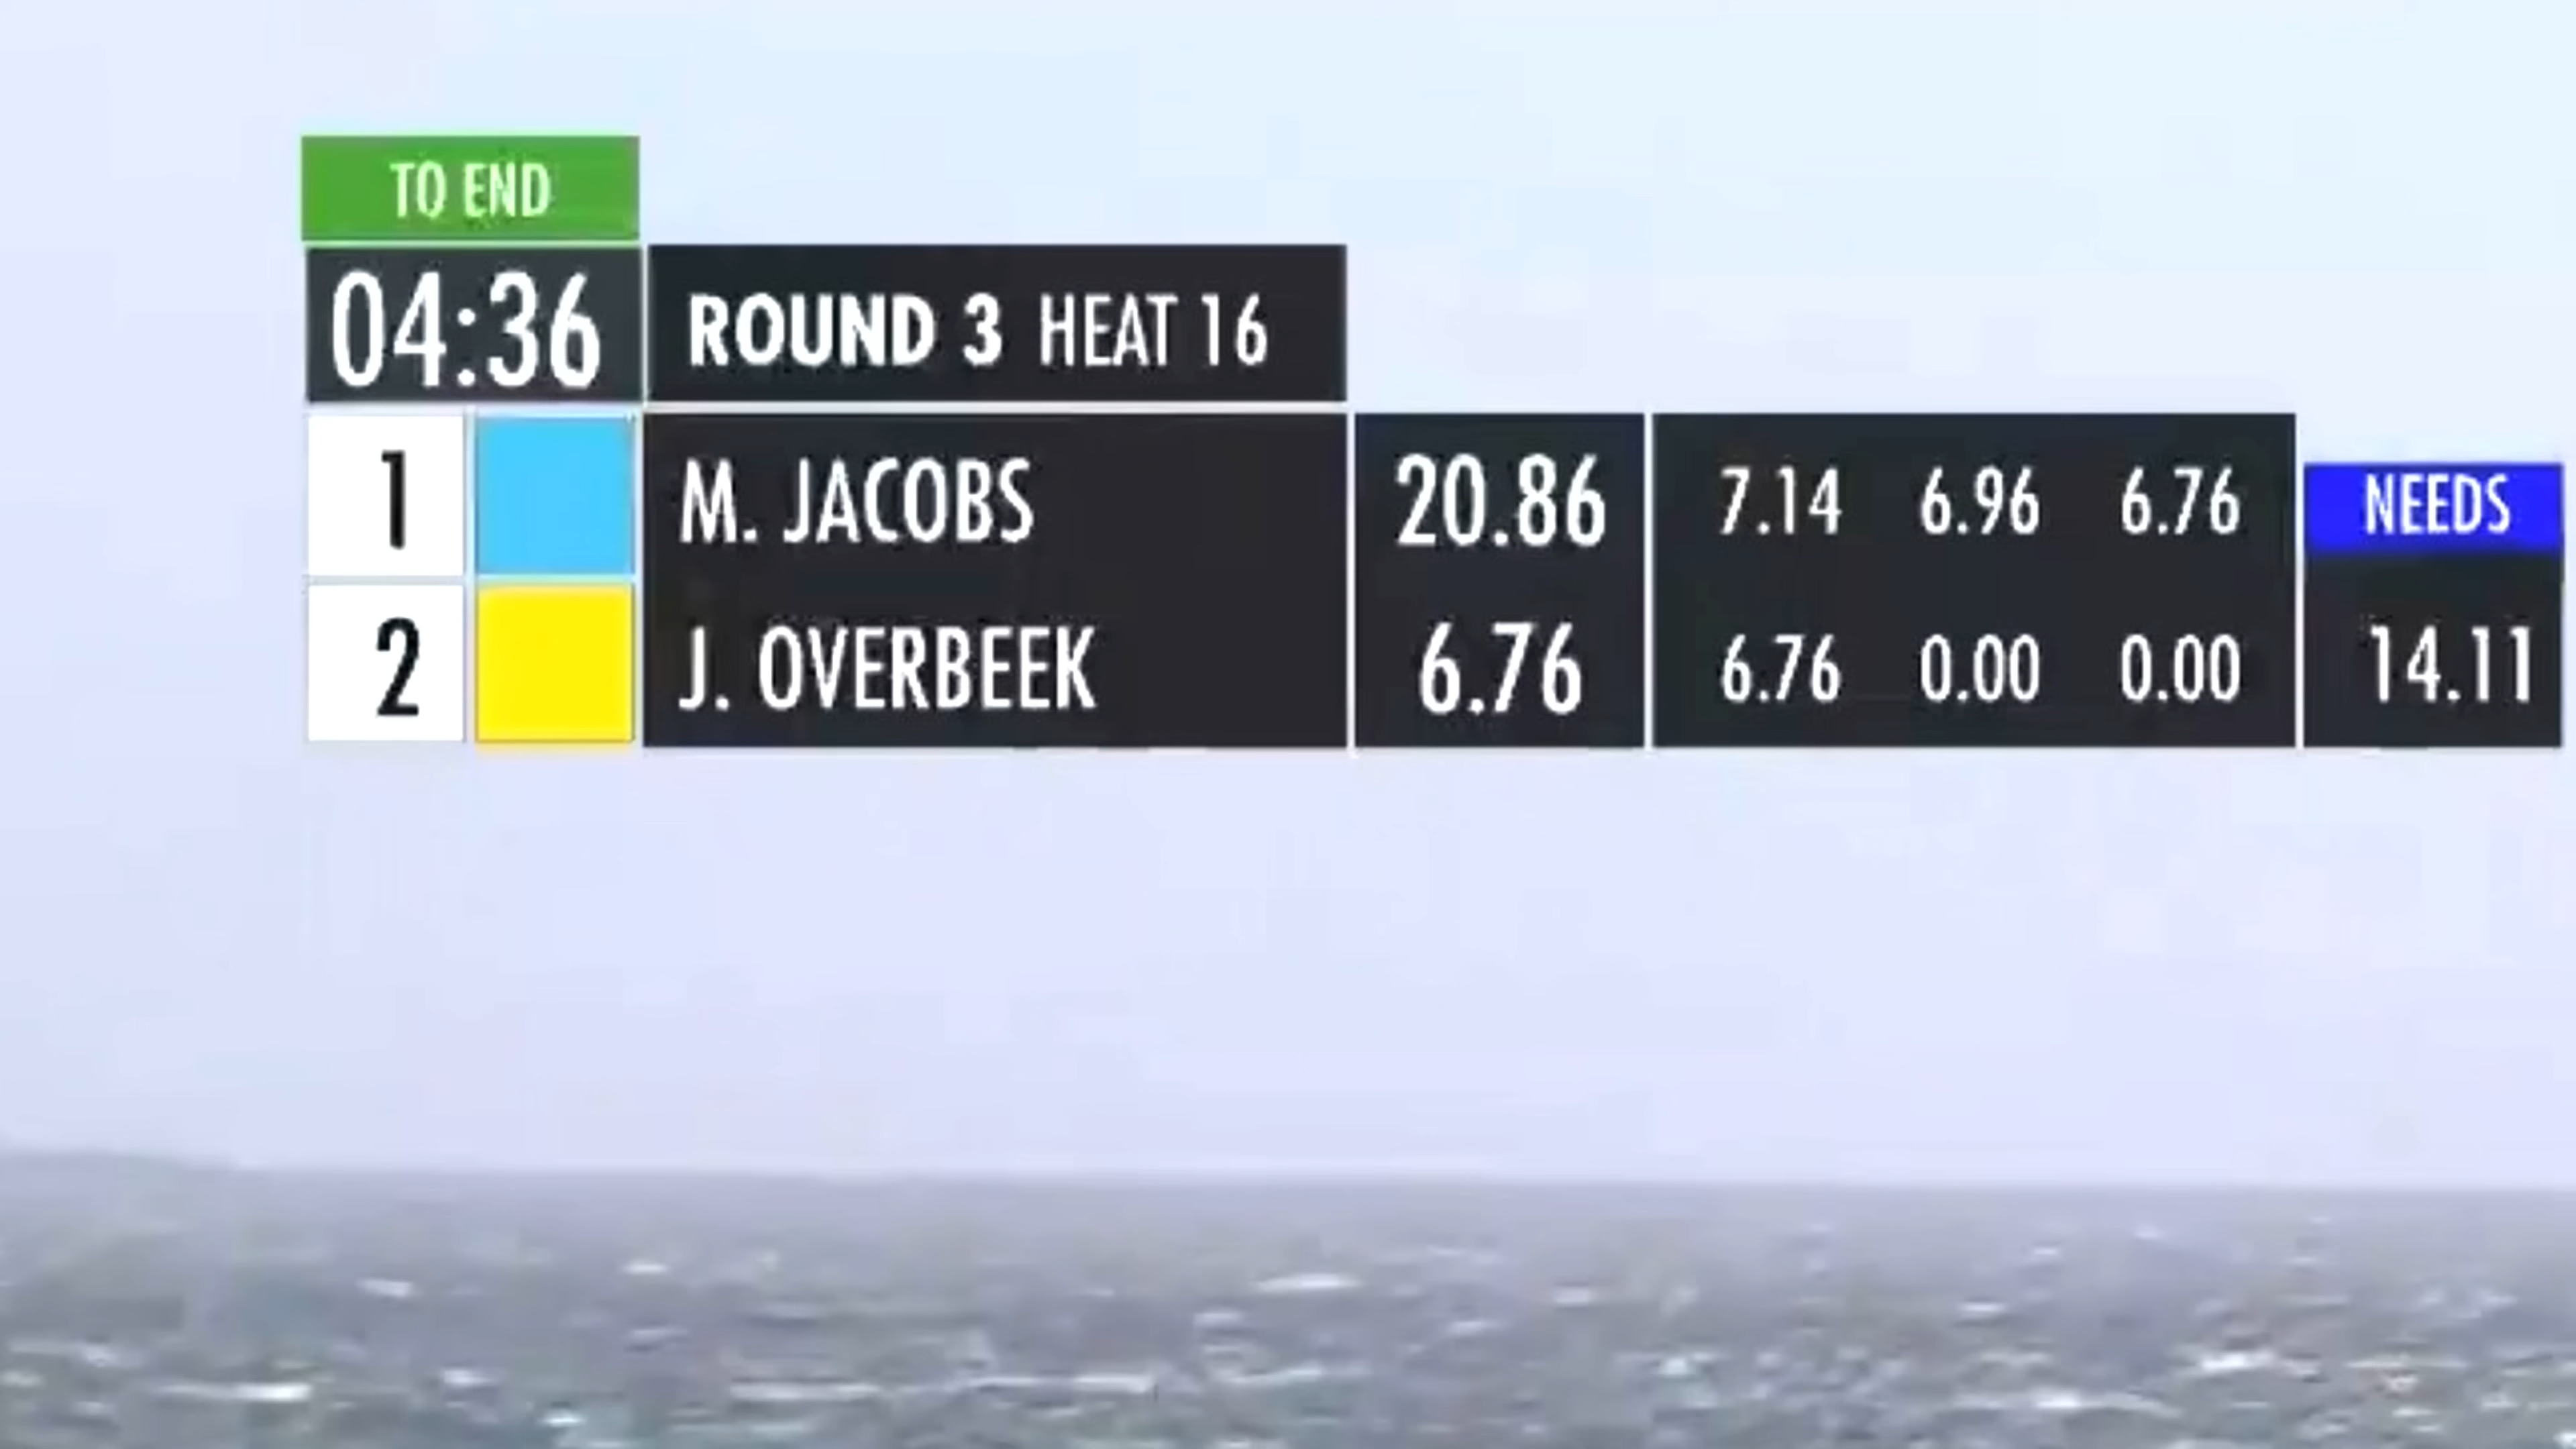 TO END
04:36 ROUND 3 HEAT 16
1 M. JACOBS 20.86 7.14 6.96 6.76 NEEDS
2 J. OVERBEEK 6.76 6.76 0.00 0.00 14.11